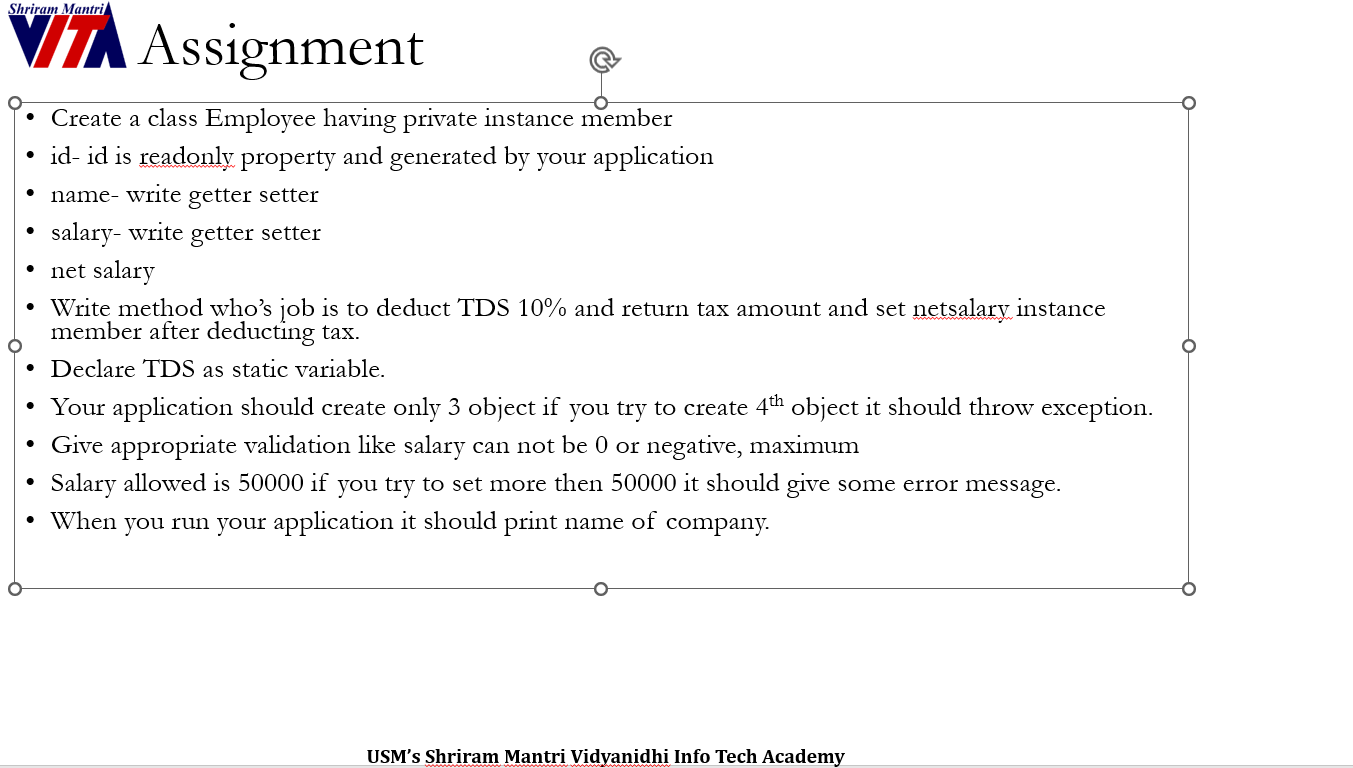 Shriram Mantri
VITA
Assignment
• Create a class Employee having private instance member
• id- id is readonly property and generated by your application
• name- write getter setter
• salary- write getter setter
• net salary
• Write method who’s job is to deduct TDS 10% and return tax amount and set netsalary instance
member after deducting tax.
• Declare TDS as static variable.
• Your application should create only 3 object if you try to create 4th object it should throw exception.
• Give appropriate validation like salary can not be 0 or negative, maximum
• Salary allowed is 50000 if you try to set more then 50000 it should give some error message.
• When you run your application it should print name of company.
USM’s Shriram Mantri Vidyanidhi Info Tech Academy